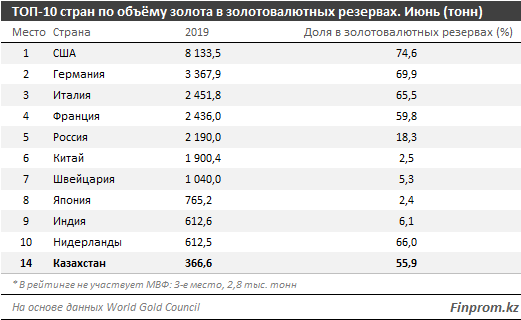 ТОП-10 стран по объёму золота в золотовалютных резервах. Июнь (тонн)
Место Страна 2019 Доля в золотовалютных резервах (%)
1 США 8 133,5 74,6
2 Германия 3 367,9 69,9
3 Италия 2 451,8 65,5
4 Франция 2 436,0 59,8
5 Россия 2 190,0 18,3
6 Китай 1 900,4 2,5
7 Швейцария 1 040,0 5,3
8 Япония 765,2 2,4
9 Индия 612,6 6,1
10 Нидерланды 612,5 66,0
14 Казахстан 366,6 55,9
* В рейтинге не участвует МВФ: 3-е место, 2,8 тыс. тонн
На основе данных World Gold Council Finprom.kz